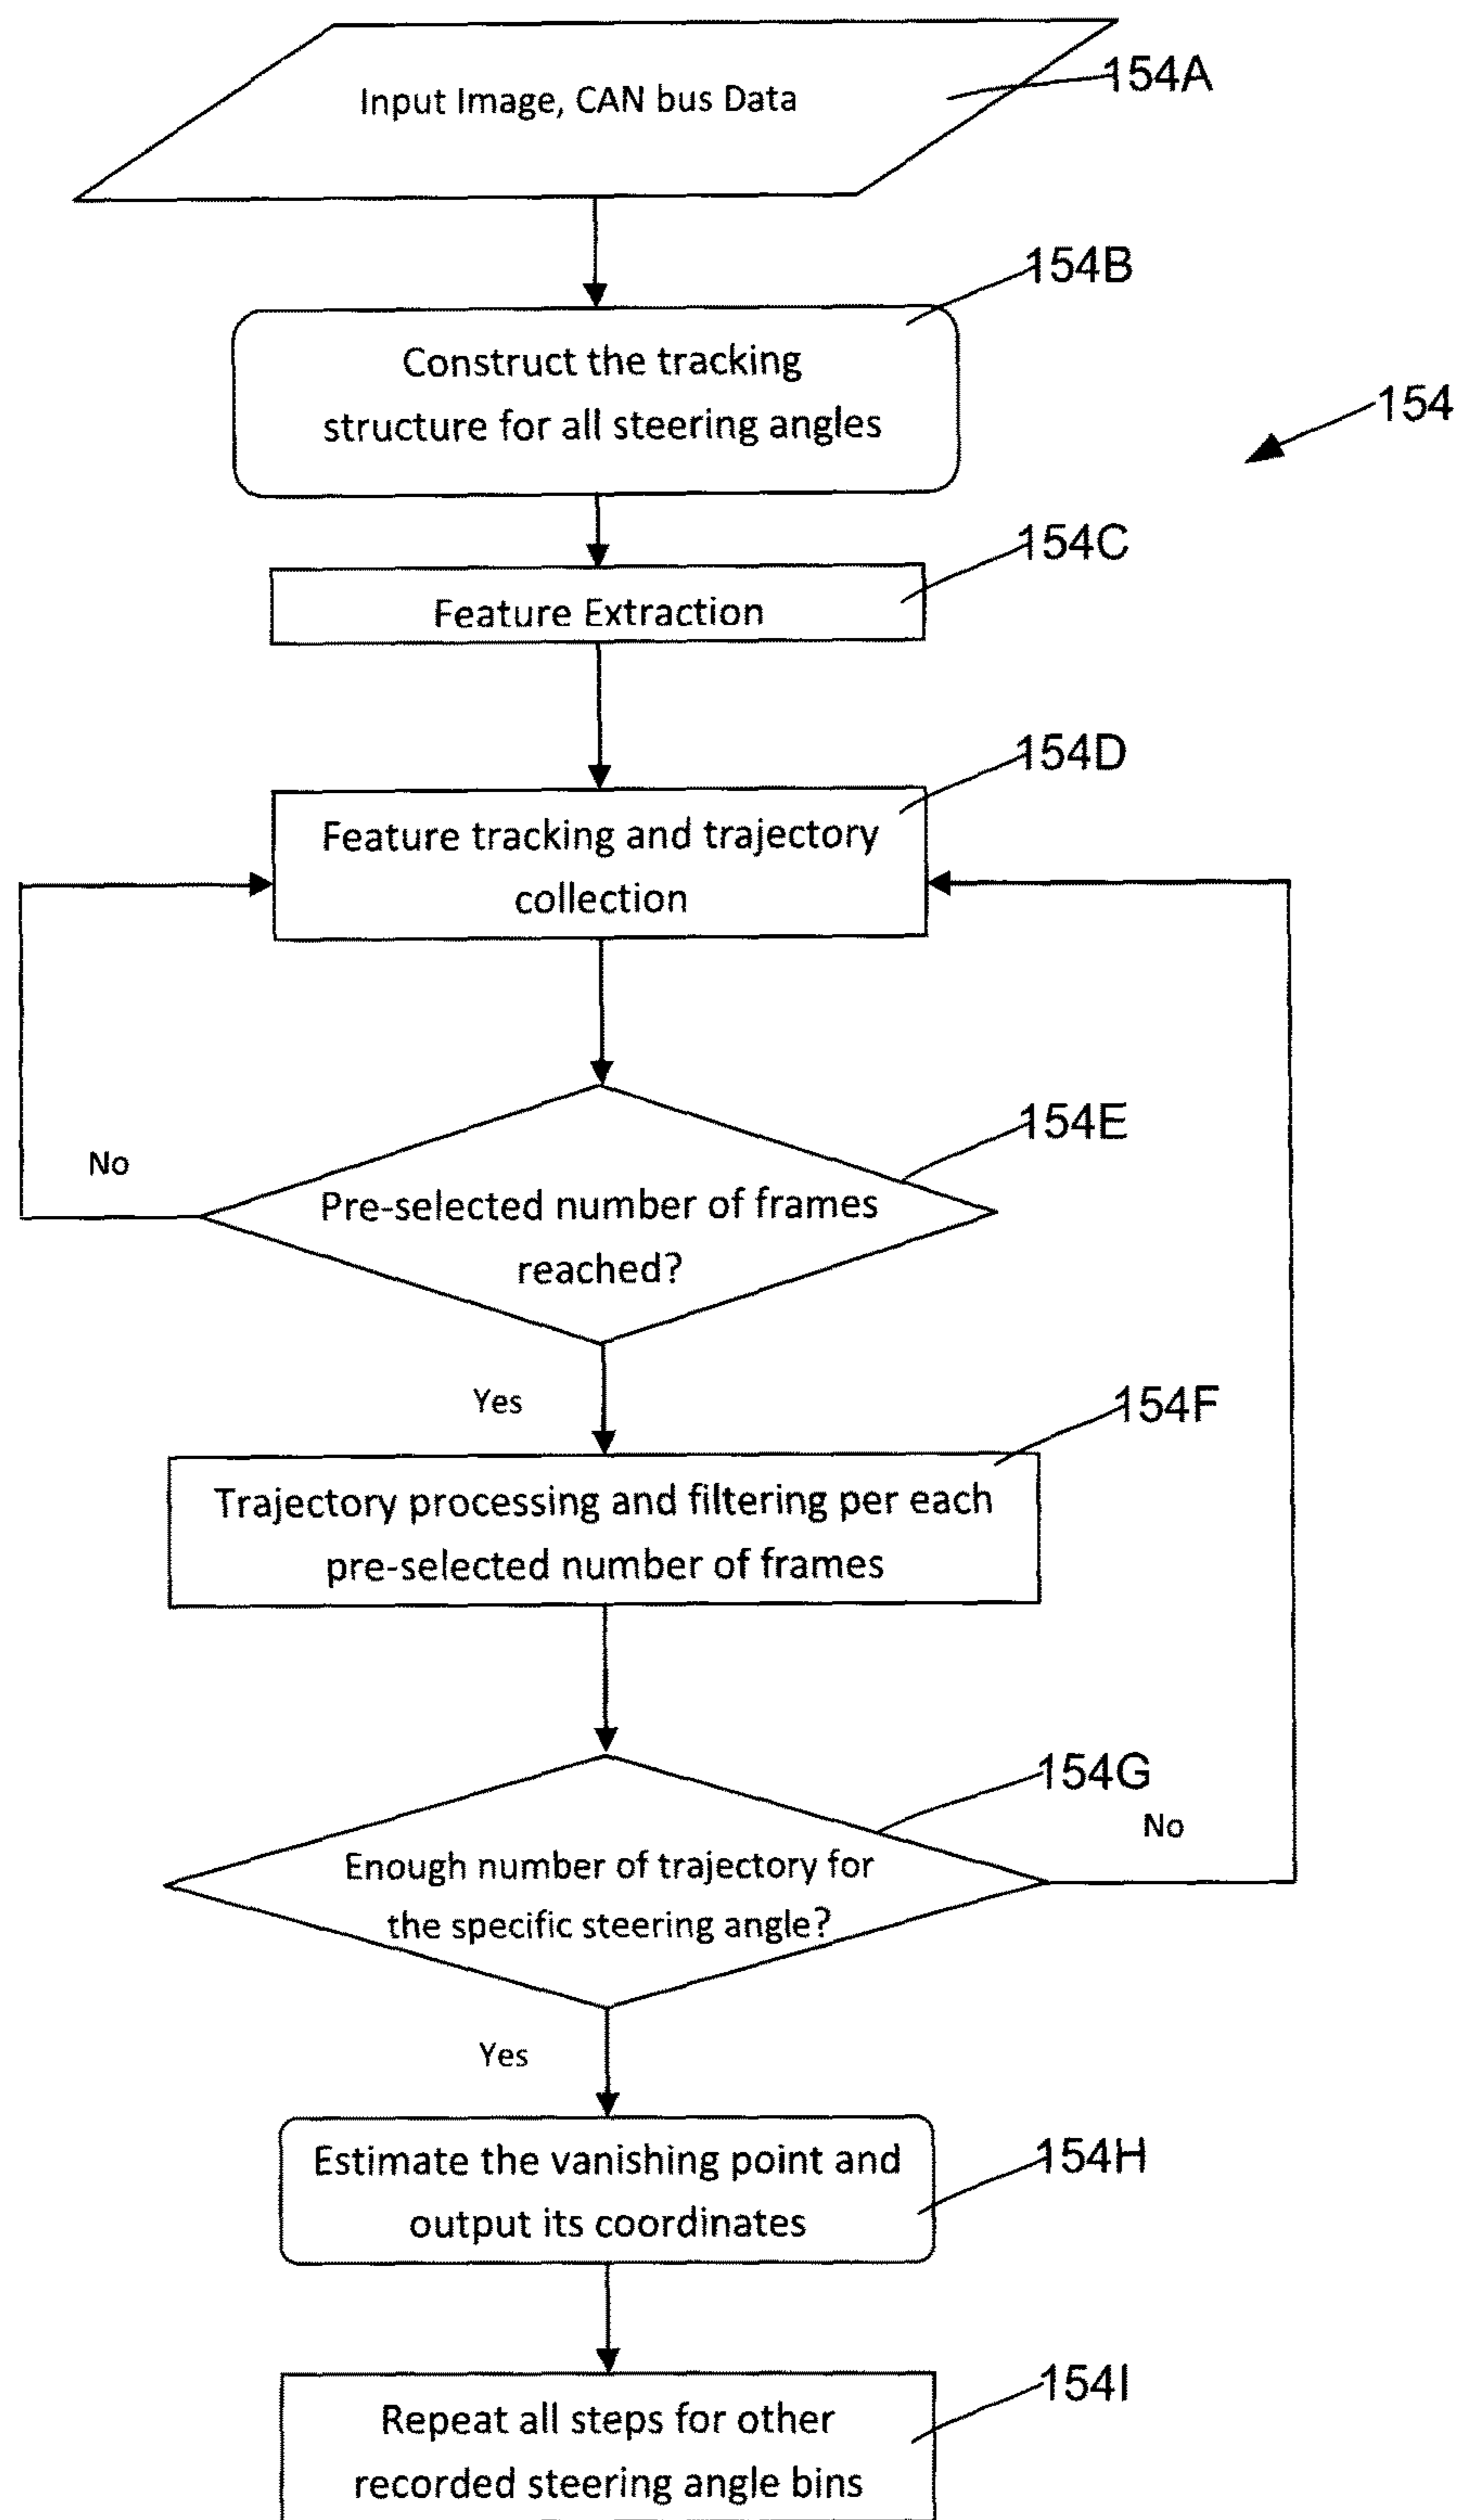 Input Image, CAN bus Data
154A
154B
Construct the tracking
structure for all steering angles
154
154C
Feature Extraction
154D
Feature tracking and trajectory
collection
154E
No
Pre-selected number of frames
reached?
Yes
154F
Trajectory processing and filtering per each
pre-selected number of frames
154G
No
Enough number of trajectory for
the specific steering angle?
Yes
154H
Estimate the vanishing point and
output its coordinates
154I
Repeat all steps for other
recorded steering angle bins